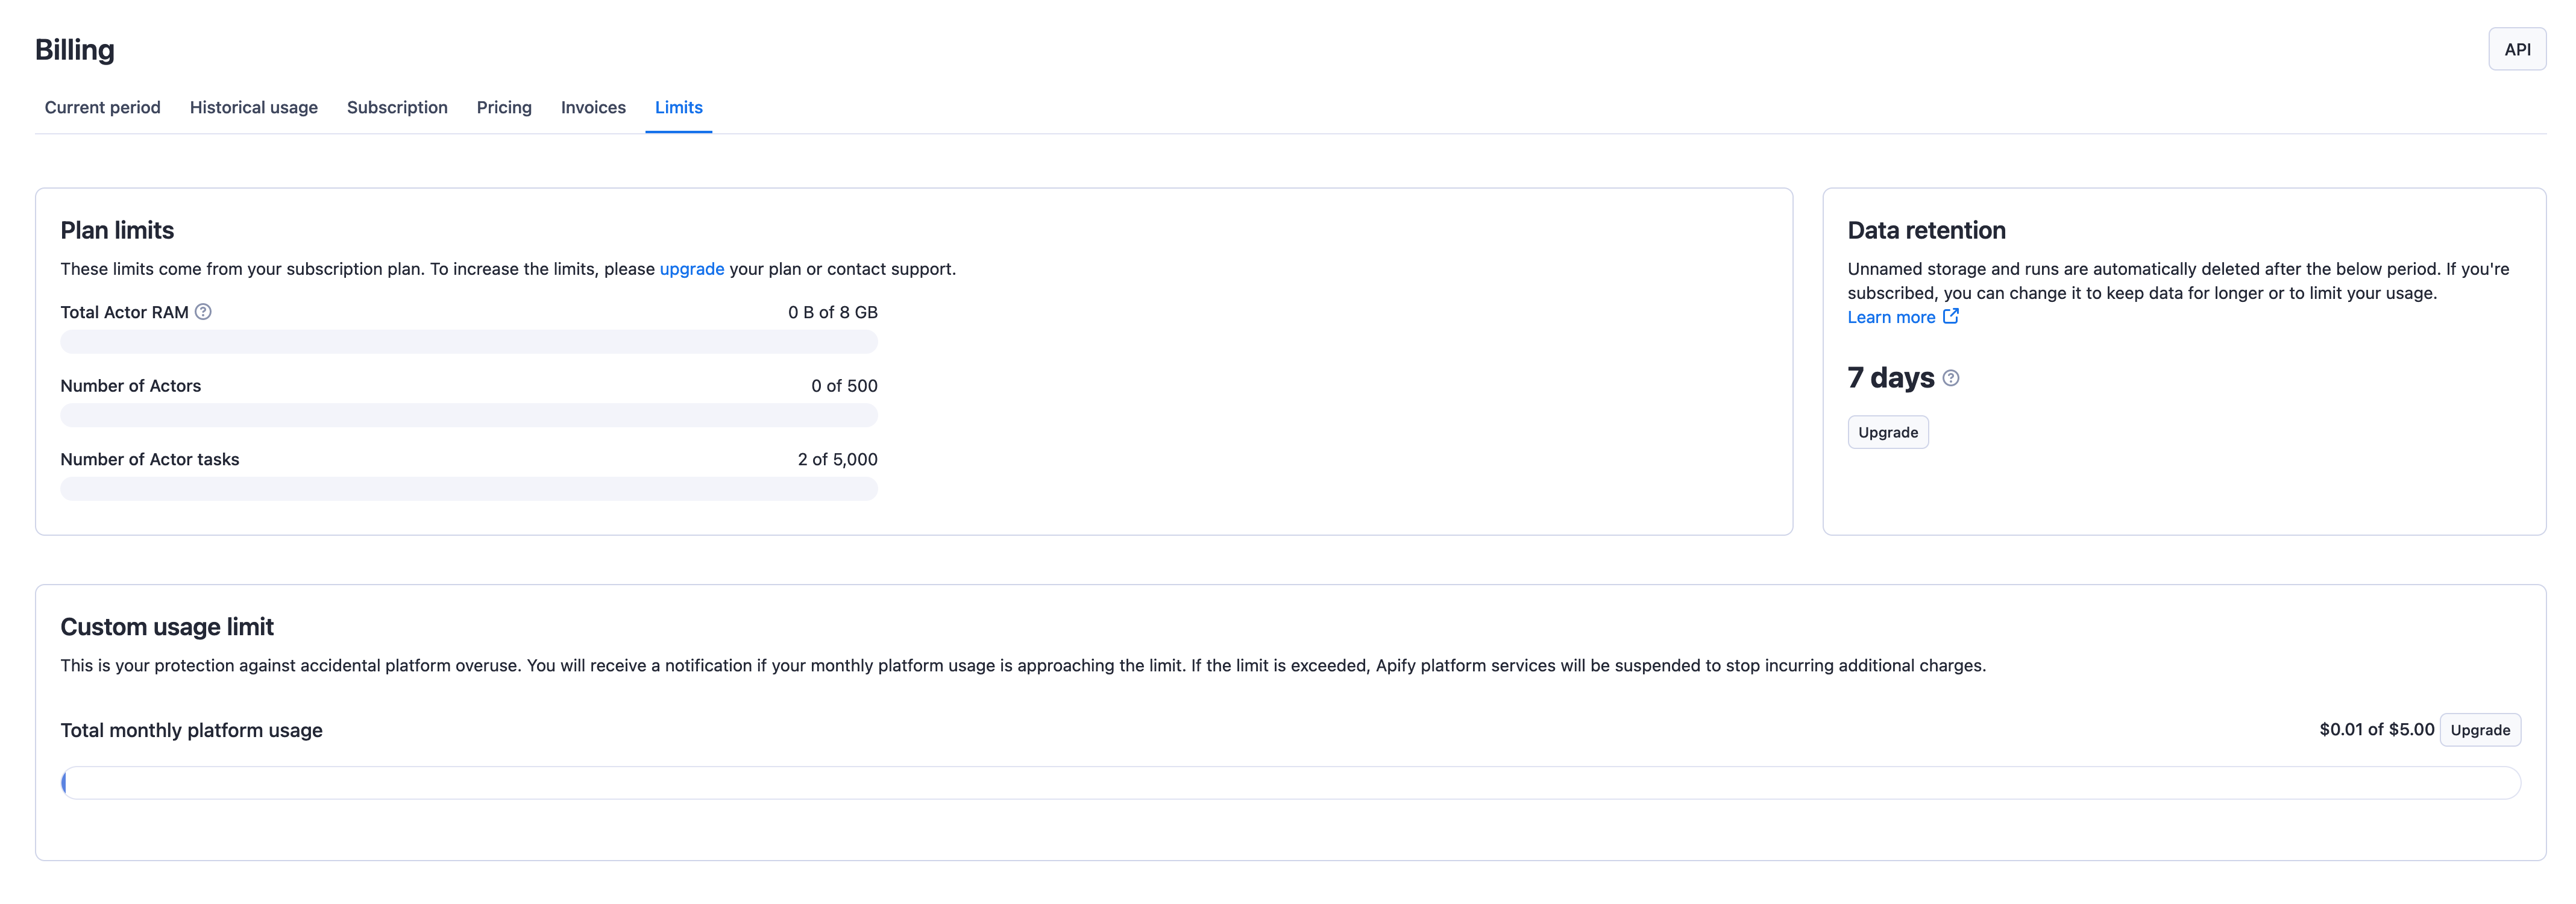 Billing
API
Current period
Historical usage
Subscription
Pricing
Invoices
Limits
Plan limits
These limits come from your subscription plan. To increase the limits, please upgrade your plan or contact support.
Total Actor RAM
0 B of 8 GB
Number of Actors
0 of 500
Number of Actor tasks
2 of 5,000
Data retention
Unnamed storage and runs are automatically deleted after the below period. If you're
subscribed, you can change it to keep data for longer or to limit your usage.
Learn more
7 days
Upgrade
Custom usage limit
This is your protection against accidental platform overuse. You will receive a notification if your monthly platform usage is approaching the limit. If the limit is exceeded, Apify platform services will be suspended to stop incurring additional charges.
Total monthly platform usage
$0.01 of $5.00
Upgrade